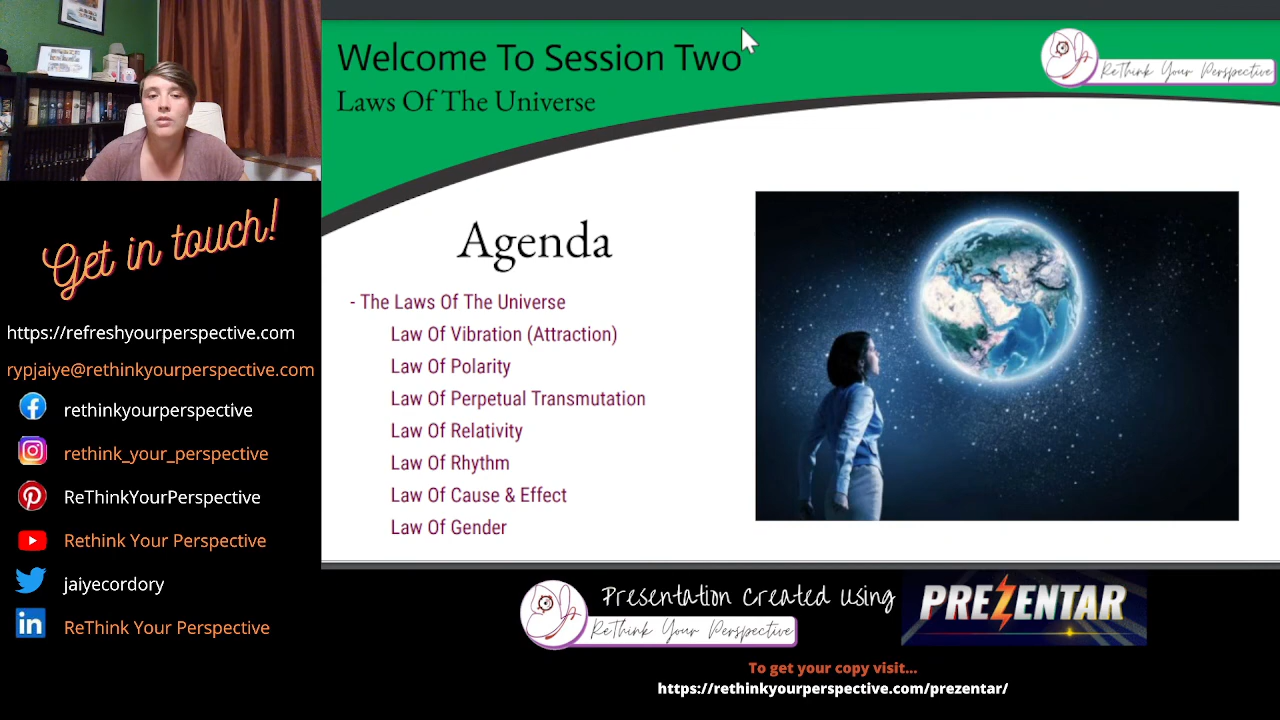 Welcome To Session Two
Laws Of The Universe
ReThink Your Perspective
Get in touch!
https://refreshyourperspective.com
rypjaiye@rethinkyourperspective.com
rethinkyourperspective
rethink_your_perspective
ReThinkYourPerspective
Rethink Your Perspective
jaiyecordory
in
ReThink Your Perspective
Agenda
- The Laws Of The Universe
Law Of Vibration (Attraction)
Law Of Polarity
Law Of Perpetual Transmutation
Law Of Relativity
Law Of Rhythm
Law Of Cause & Effect
Law Of Gender
Presentation Created Using
ReThink Your Perspective
PREZENTAR
To get your copy visit...
https://rethinkyourperspective.com/prezentar/